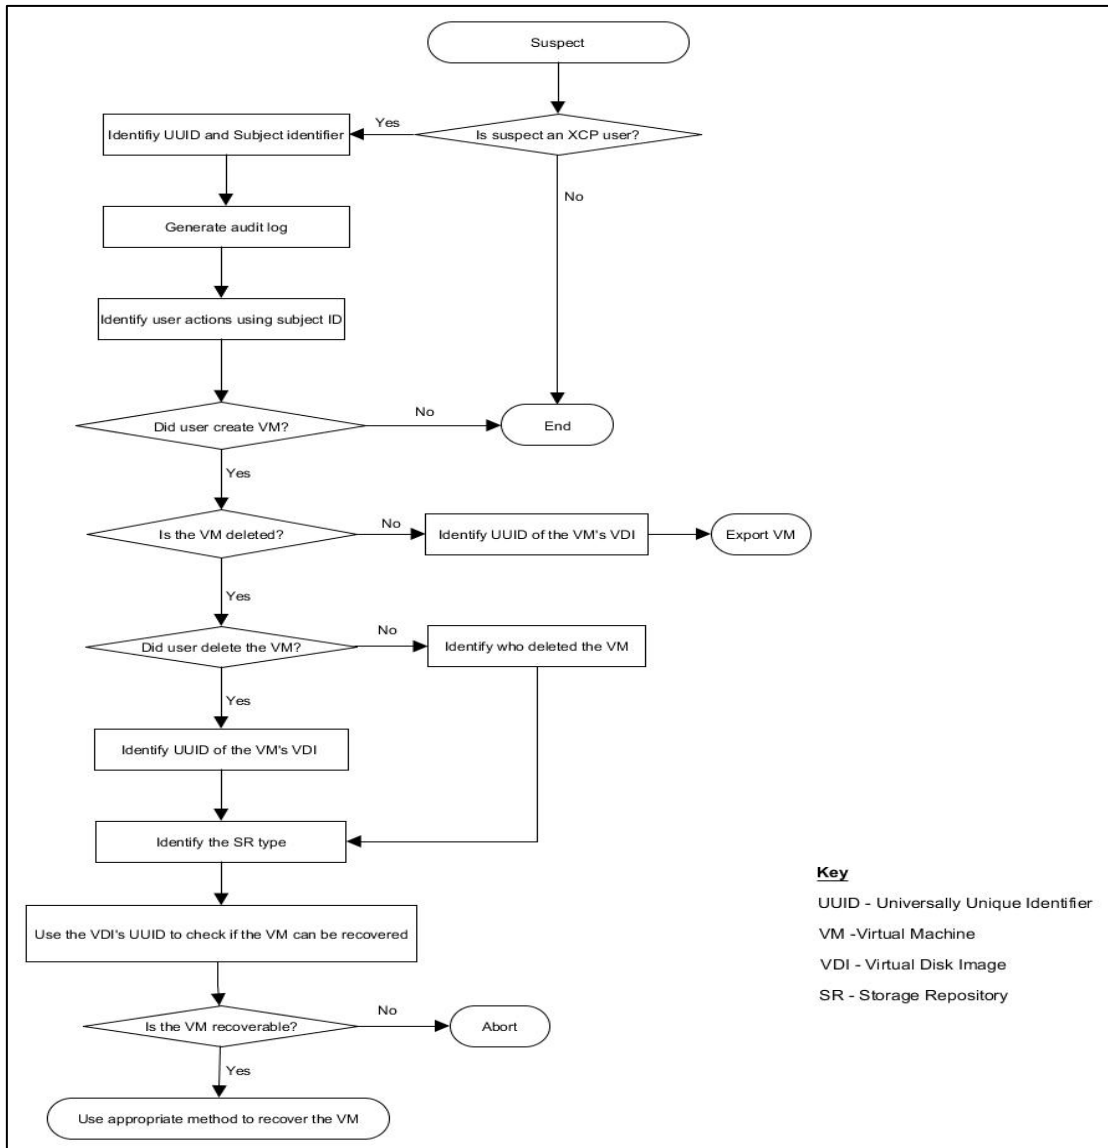 Suspect
Is suspect an XCP user?
Yes
Identifiy UUID and Subject identifier
No
Generate audit log
Identify user actions using subject ID
Did user create VM?
No
End
Yes
Is the VM deleted?
No
Identify UUID of the VM's VDI
Export VM
Yes
Did user delete the VM?
No
Identify who deleted the VM
Yes
Identify UUID of the VM's VDI
Identify the SR type
Use the VDI's UUID to check if the VM can be recovered
Is the VM recoverable?
No
Abort
Yes
Use appropriate method to recover the VM
Key
UUID - Universally Unique Identifier
VM -Virtual Machine
VDI - Virtual Disk Image
SR - Storage Repository